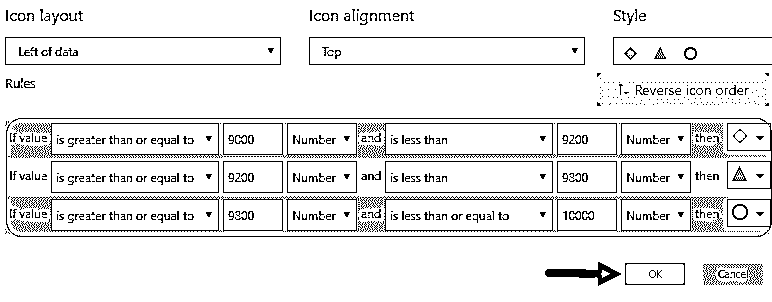 Icon layout Icon alignment Style
Left of data Top
Rules Reverse icon order
If value is greater than or equal to 9000 Number and is less than 9200 Number then
If value is greater than or equal to 9200 Number and is less than 9800 Number then
If value is greater than or equal to 9800 Number and is less than or equal to 10000 Number then
OK Cancel